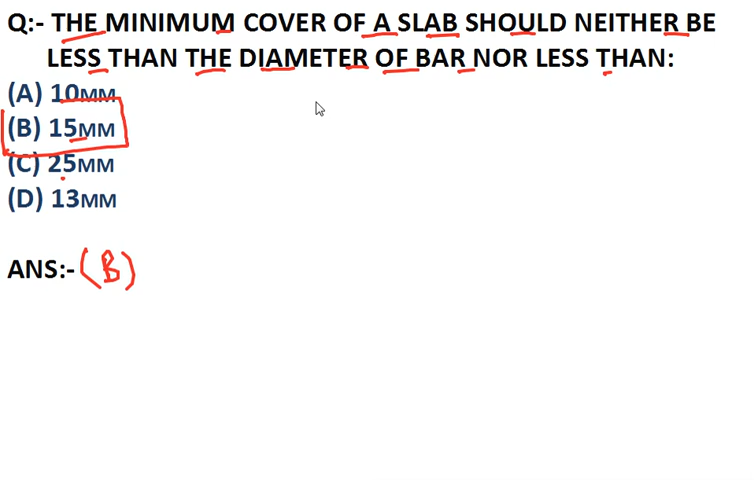 Q:- THE MINIMUM COVER OF A SLAB SHOULD NEITHER BE
LESS THAN THE DIAMETER OF BAR NOR LESS THAN:
(A) 10MM
(B) 15MM
(C) 25MM
(D) 13MM
ANS:- (B)